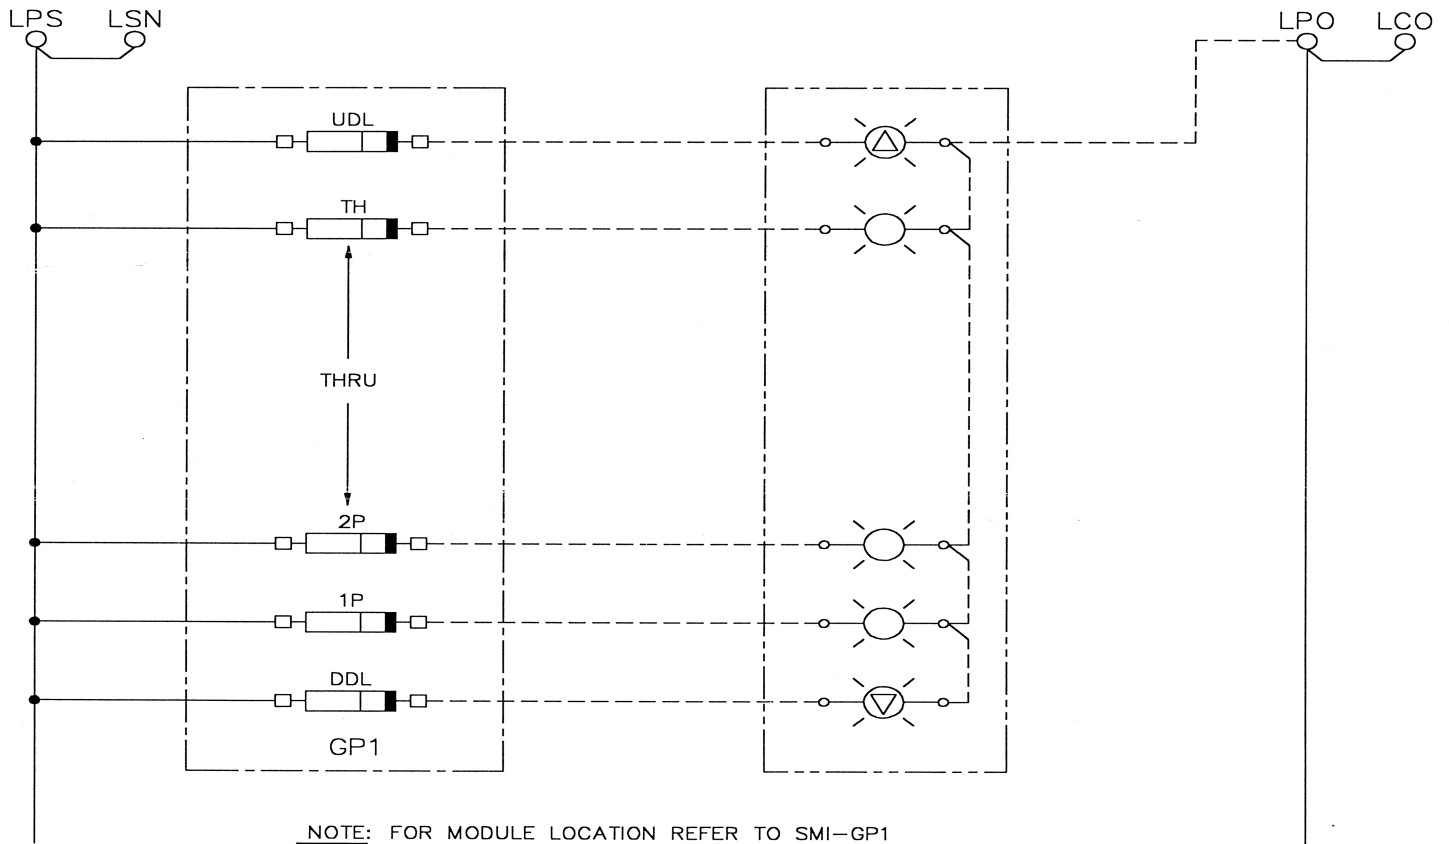 LPS LSN LPO LCO
UDL
TH
THRU
2P
1P
DDL
GP1
NOTE: FOR MODULE LOCATION REFER TO SMI-GP1